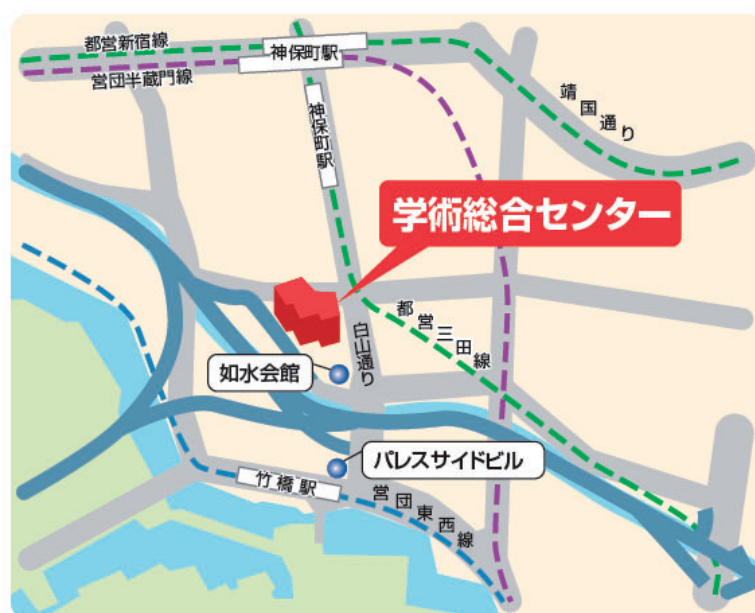 都営新宿線
神保町駅
営団半蔵門線
靖国通り
神保町駅
学術総合センター
都営三田線
白山通り
如水会館
パレスサイドビル
竹橋駅
営団東西線